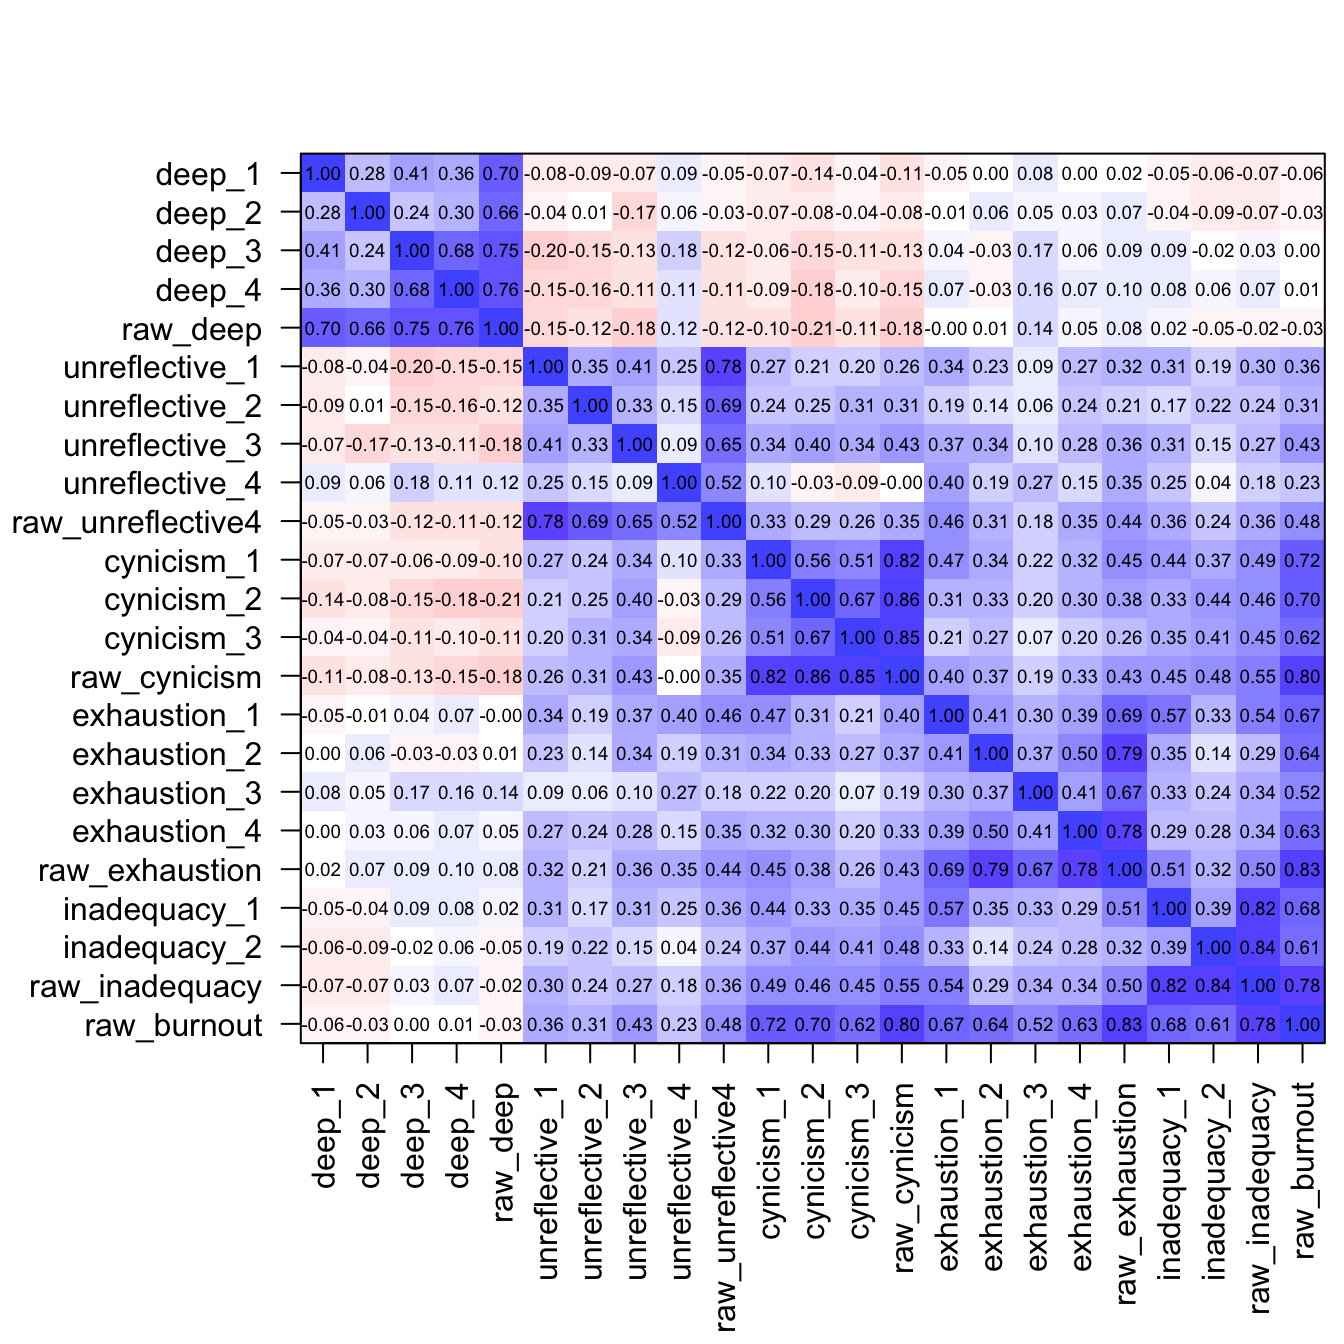 deep_1 1.00 0.28 0.41 0.36 0.70 -0.08 -0.09 -0.07 0.09 -0.05 -0.07 -0.14 -0.04 -0.11 -0.05 0.00 0.08 0.00 0.02 -0.05 -0.06 -0.07 -0.06
deep_2 0.28 1.00 0.24 0.30 0.66 -0.04 0.01 -0.17 0.06 -0.03 -0.07 -0.08 -0.04 -0.08 -0.01 0.06 0.05 0.03 0.07 -0.04 -0.09 -0.07 -0.03
deep_3 0.41 0.24 1.00 0.68 0.75 -0.20 -0.15 -0.13 0.18 -0.12 -0.06 -0.15 -0.11 -0.13 0.04 -0.03 0.17 0.06 0.09 0.09 -0.02 0.03 0.00
deep_4 0.36 0.30 0.68 1.00 0.76 -0.15 -0.16 -0.11 0.11 -0.11 -0.09 -0.18 -0.10 -0.15 0.07 -0.03 0.16 0.07 0.10 0.08 0.06 0.07 0.01
raw_deep 0.70 0.66 0.75 0.76 1.00 -0.15 -0.12 -0.18 0.12 -0.12 -0.10 -0.21 -0.11 -0.18 -0.00 0.01 0.14 0.05 0.08 0.02 -0.05 -0.02 -0.03
unreflective_1 -0.08 -0.04 -0.20 -0.15 -0.15 1.00 0.35 0.41 0.25 0.78 0.27 0.21 0.20 0.26 0.34 0.23 0.09 0.27 0.32 0.31 0.19 0.30 0.36
unreflective_2 -0.09 0.01 -0.15 -0.16 -0.12 0.35 1.00 0.33 0.15 0.69 0.24 0.25 0.31 0.31 0.19 0.14 0.06 0.24 0.21 0.17 0.22 0.24 0.31
unreflective_3 -0.07 -0.17 -0.13 -0.11 -0.18 0.41 0.33 1.00 0.09 0.65 0.34 0.40 0.34 0.43 0.37 0.34 0.10 0.28 0.36 0.31 0.15 0.27 0.43
unreflective_4 0.09 0.06 0.18 0.11 0.12 0.25 0.15 0.09 1.00 0.52 0.10 -0.03 -0.09 -0.00 0.40 0.19 0.27 0.15 0.35 0.25 0.04 0.18 0.23
raw_unreflective4 -0.05 -0.03 -0.12 -0.11 -0.12 0.78 0.69 0.65 0.52 1.00 0.33 0.29 0.26 0.35 0.46 0.31 0.18 0.35 0.44 0.36 0.24 0.36 0.48
cynicism_1 -0.07 -0.07 -0.06 -0.09 -0.10 0.27 0.24 0.34 0.10 0.33 1.00 0.56 0.51 0.82 0.47 0.34 0.22 0.32 0.45 0.44 0.37 0.49 0.72
cynicism_2 -0.14 -0.08 -0.15 -0.18 -0.21 0.21 0.25 0.40 -0.03 0.29 0.56 1.00 0.67 0.86 0.31 0.33 0.20 0.30 0.38 0.33 0.44 0.46 0.70
cynicism_3 -0.04 -0.04 -0.11 -0.10 -0.11 0.20 0.31 0.34 -0.09 0.26 0.51 0.67 1.00 0.85 0.21 0.27 0.07 0.20 0.26 0.35 0.41 0.45 0.62
raw_cynicism -0.11 -0.08 -0.13 -0.15 -0.18 0.26 0.31 0.43 -0.00 0.35 0.82 0.86 0.85 1.00 0.40 0.37 0.19 0.33 0.43 0.45 0.48 0.55 0.80
exhaustion_1 -0.05 -0.01 0.04 0.07 -0.00 0.34 0.19 0.37 0.40 0.46 0.47 0.31 0.21 0.40 1.00 0.41 0.30 0.39 0.69 0.57 0.33 0.54 0.67
exhaustion_2 0.00 0.06 -0.03 -0.03 0.01 0.23 0.14 0.34 0.19 0.31 0.34 0.33 0.27 0.37 0.41 1.00 0.37 0.50 0.79 0.35 0.14 0.29 0.64
exhaustion_3 0.08 0.05 0.17 0.16 0.14 0.09 0.06 0.10 0.27 0.18 0.22 0.20 0.07 0.19 0.30 0.37 1.00 0.41 0.67 0.33 0.24 0.34 0.52
exhaustion_4 0.00 0.03 0.06 0.07 0.05 0.27 0.24 0.28 0.15 0.35 0.32 0.30 0.20 0.33 0.39 0.50 0.41 1.00 0.78 0.29 0.28 0.34 0.63
raw_exhaustion 0.02 0.07 0.09 0.10 0.08 0.32 0.21 0.36 0.35 0.44 0.45 0.38 0.26 0.43 0.69 0.79 0.67 0.78 1.00 0.51 0.32 0.50 0.83
inadequacy_1 -0.05 -0.04 0.09 0.08 0.02 0.31 0.17 0.31 0.25 0.36 0.44 0.33 0.35 0.45 0.57 0.35 0.33 0.29 0.51 1.00 0.39 0.82 0.68
inadequacy_2 -0.06 -0.09 -0.02 0.06 -0.05 0.19 0.22 0.15 0.04 0.24 0.37 0.44 0.41 0.48 0.33 0.14 0.24 0.28 0.32 0.39 1.00 0.84 0.61
raw_inadequacy -0.07 -0.07 0.03 0.07 -0.02 0.30 0.24 0.27 0.18 0.36 0.49 0.46 0.45 0.55 0.54 0.29 0.34 0.34 0.50 0.82 0.84 1.00 0.78
raw_burnout -0.06 -0.03 0.00 0.01 -0.03 0.36 0.31 0.43 0.23 0.48 0.72 0.70 0.62 0.80 0.67 0.64 0.52 0.63 0.83 0.68 0.61 0.78 1.00
deep_1
deep_2
deep_3
deep_4
raw_deep
unreflective_1
unreflective_2
unreflective_3
unreflective_4
raw_unreflective4
cynicism_1
cynicism_2
cynicism_3
raw_cynicism
exhaustion_1
exhaustion_2
exhaustion_3
exhaustion_4
raw_exhaustion
inadequacy_1
inadequacy_2
raw_inadequacy
raw_burnout